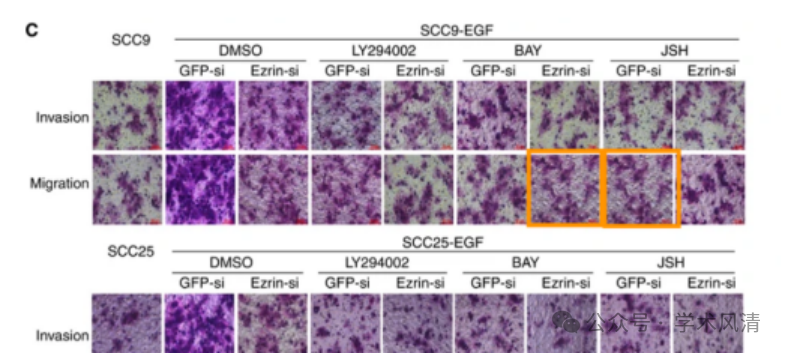 C
SCC9
SCC9-EGF
DMSO LY294002 BAY JSH
GFP-si Ezrin-si GFP-si Ezrin-si GFP-si Ezrin-si GFP-si Ezrin-si
Invasion
Migration
SCC25
SCC25-EGF
DMSO LY294002 BAY JSH
GFP-si Ezrin-si GFP-si Ezrin-si GFP-si Ezrin-si GFP-si Ezrin-si
Invasion
公众号 学术风清